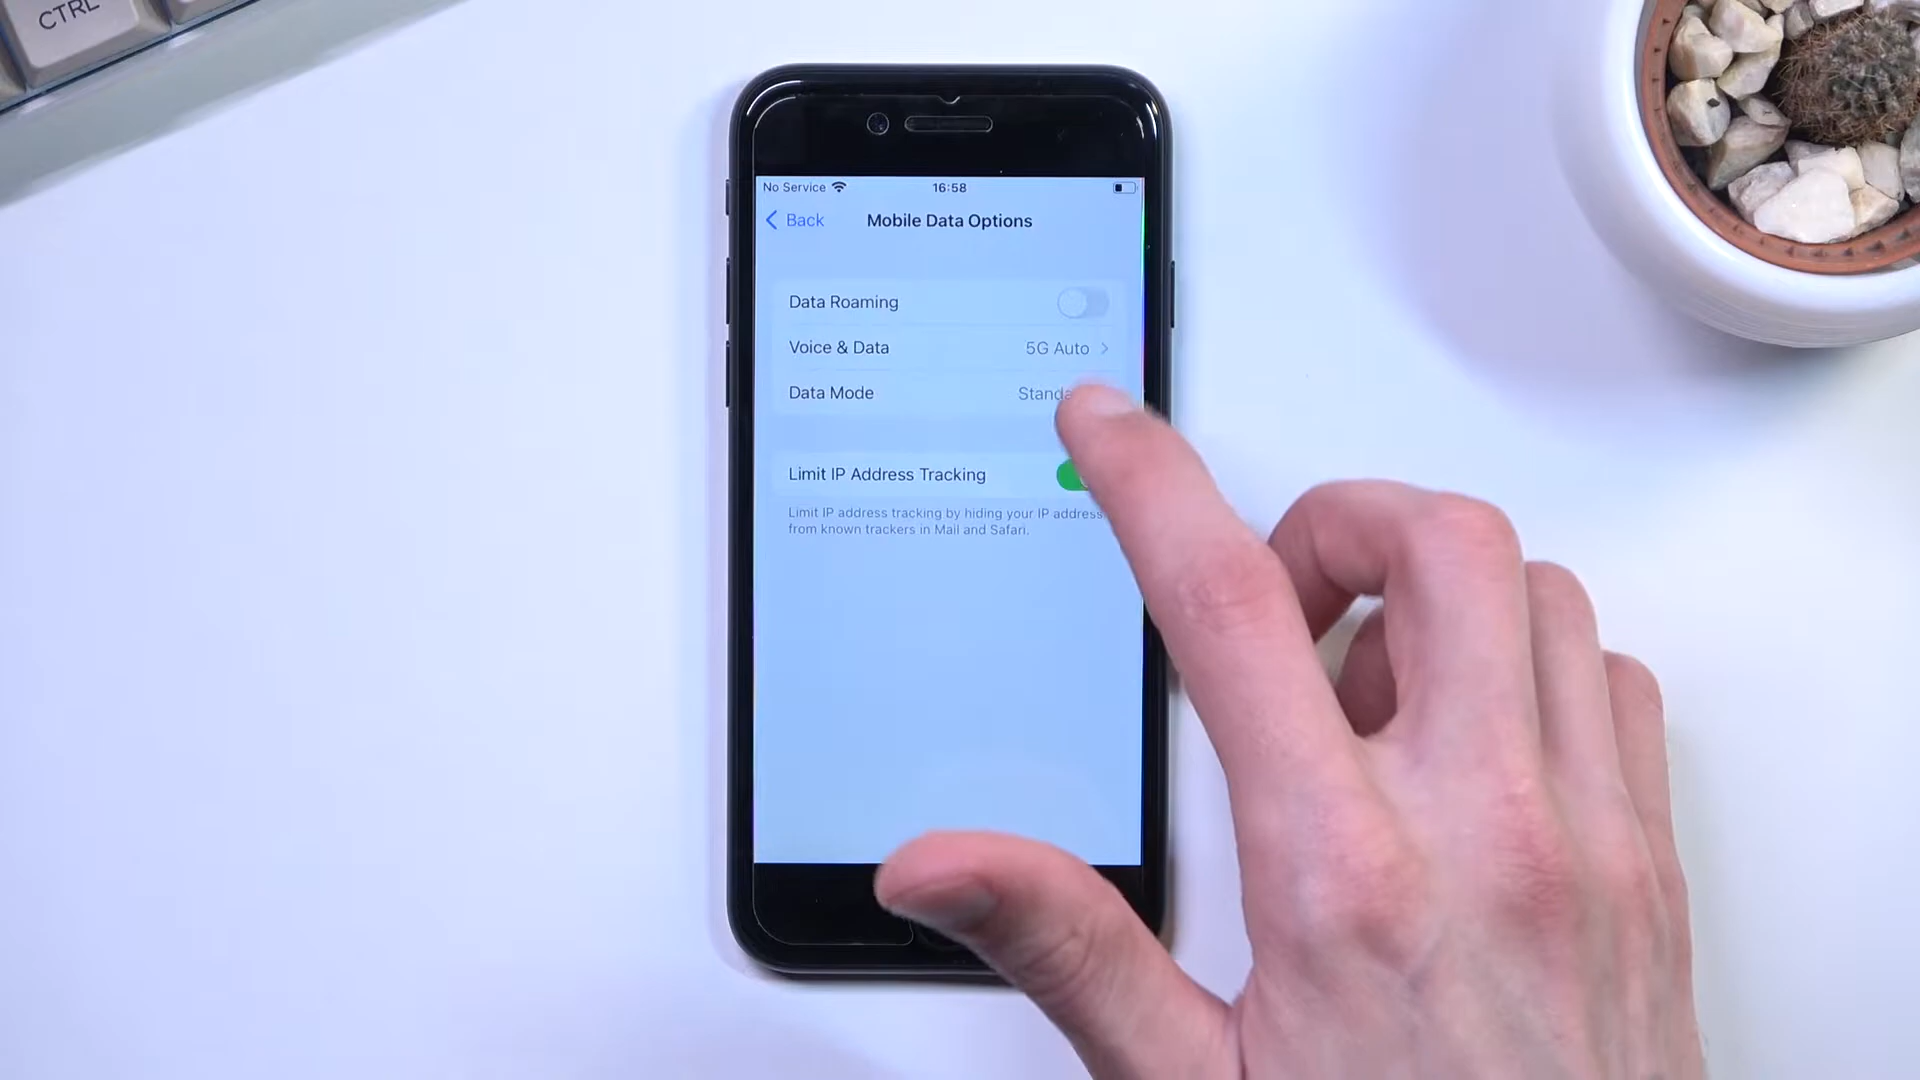 CTRL
No Service 16:58
Back Mobile Data Options
Data Roaming
Voice & Data 5G Auto
Data Mode
Limit IP Address Tracking
Limit IP address tracking by hiding your IP address
from known trackers in Mail and Safari.